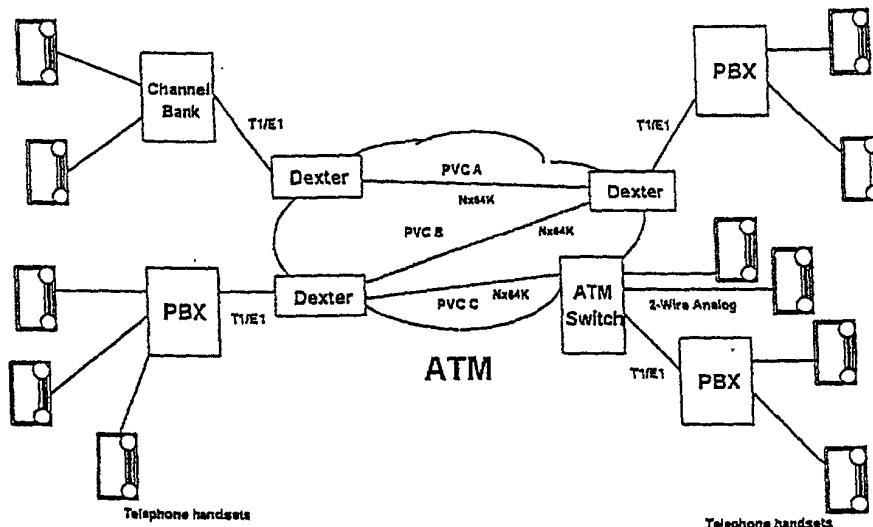 Channel
Bank
PBX
T1/E1
T1/E1
Dexter
PVC A
Dexter
Nx64K
PVC B
Nx64K
PBX
T1/E1
Dexter
PVC C
Nx64K
ATM
Switch
2-Wire Analog
ATM
T1/E1
PBX
Telephone handsets
Telephone handsets